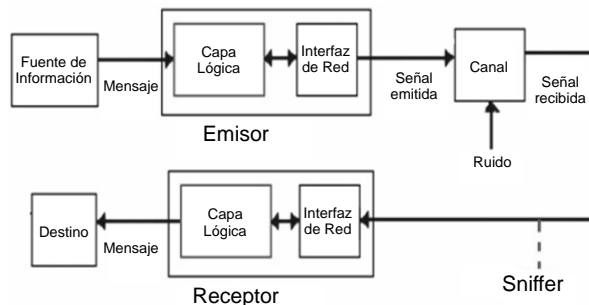 Fuente de
Información
Mensaje
Capa
Lógica
Interfaz
de Red
Emisor
Señal
emitida
Canal
Señal
recibida
Ruido
Destino
Mensaje
Capa
Lógica
Interfaz
de Red
Receptor
Sniffer